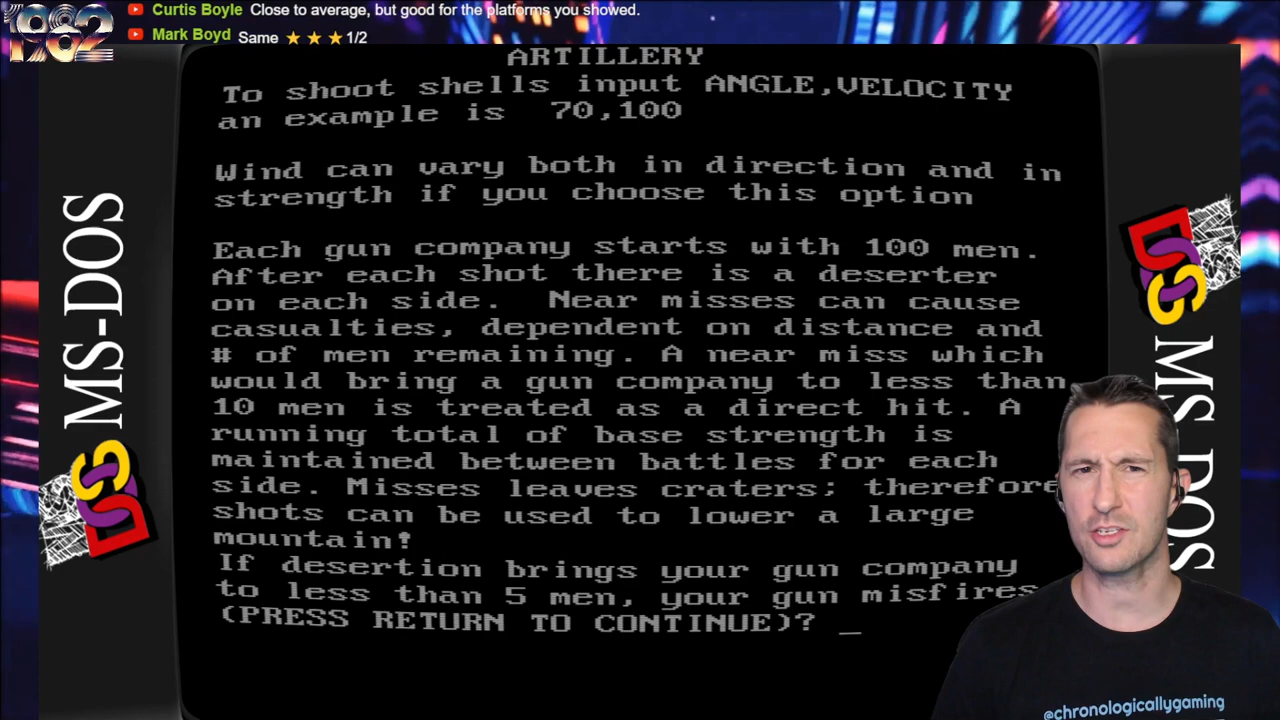 1982
Curtis Boyle Close to average, but good for the platforms you showed.
Mark Boyd Same ★ ★ ★1/2
ARTILLERY
To shoot shells input ANGLE,VELOCITY
an example is 70,100
Wind can vary both in direction and in
strength if you choose this option
Each gun company starts with 100 men.
After each shot there is a deserter
on each side. Near misses can cause
casualties, dependent on distance and
# of men remaining. A near miss which
would bring a gun company to less than
10 men is treated as a direct hit. A
running total of base strength is
maintained between battles for each
side. Misses leaves craters; therefore
shots can be used to lower a large
mountain!
If desertion brings your gun company
to less than 5 men, your gun misfires
(PRESS RETURN TO CONTINUE)? _
DOS MS-DOS
DOS MS DOS
@chronologicallygaming